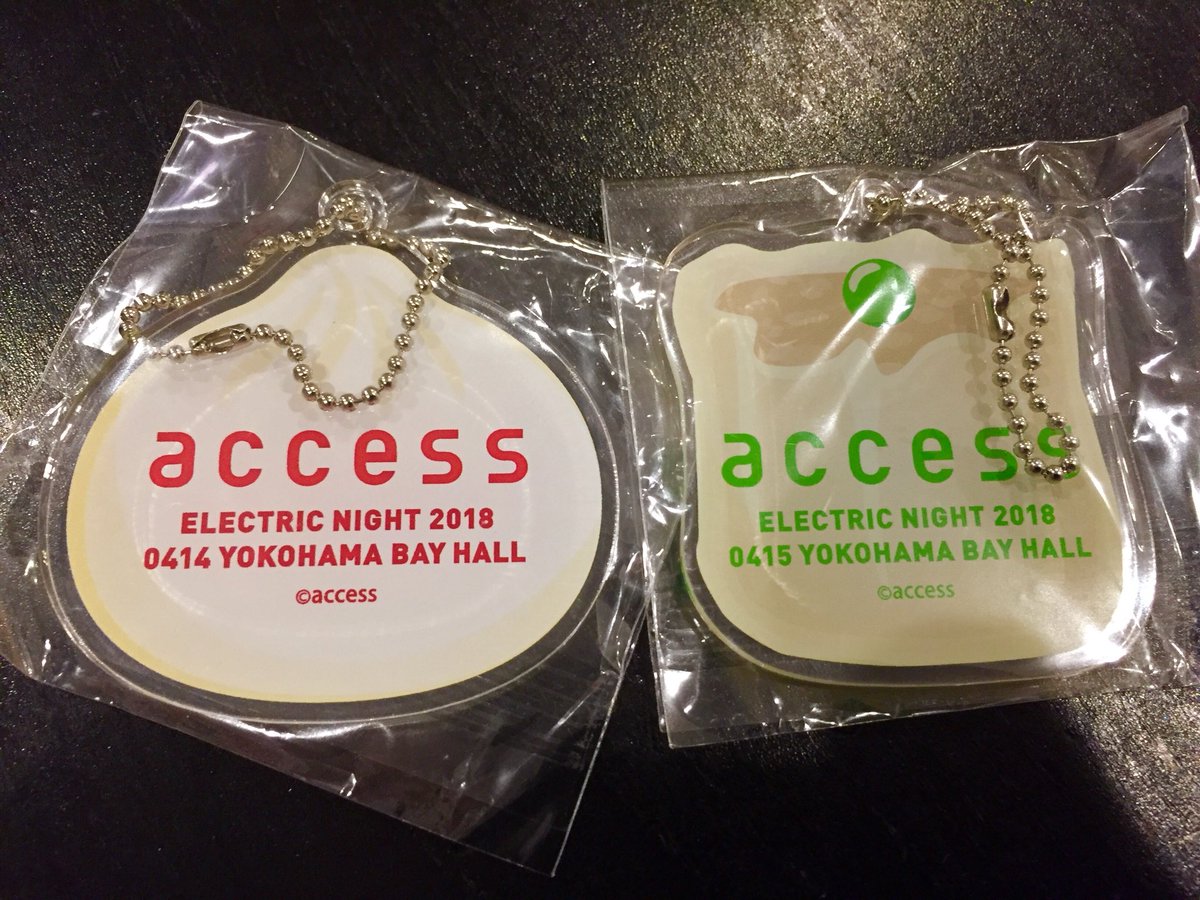 access
ELECTRIC NIGHT 2018
0414 YOKOHAMA BAY HALL
©access
access
ELECTRIC NIGHT 2018
0415 YOKOHAMA BAY HALL
©access